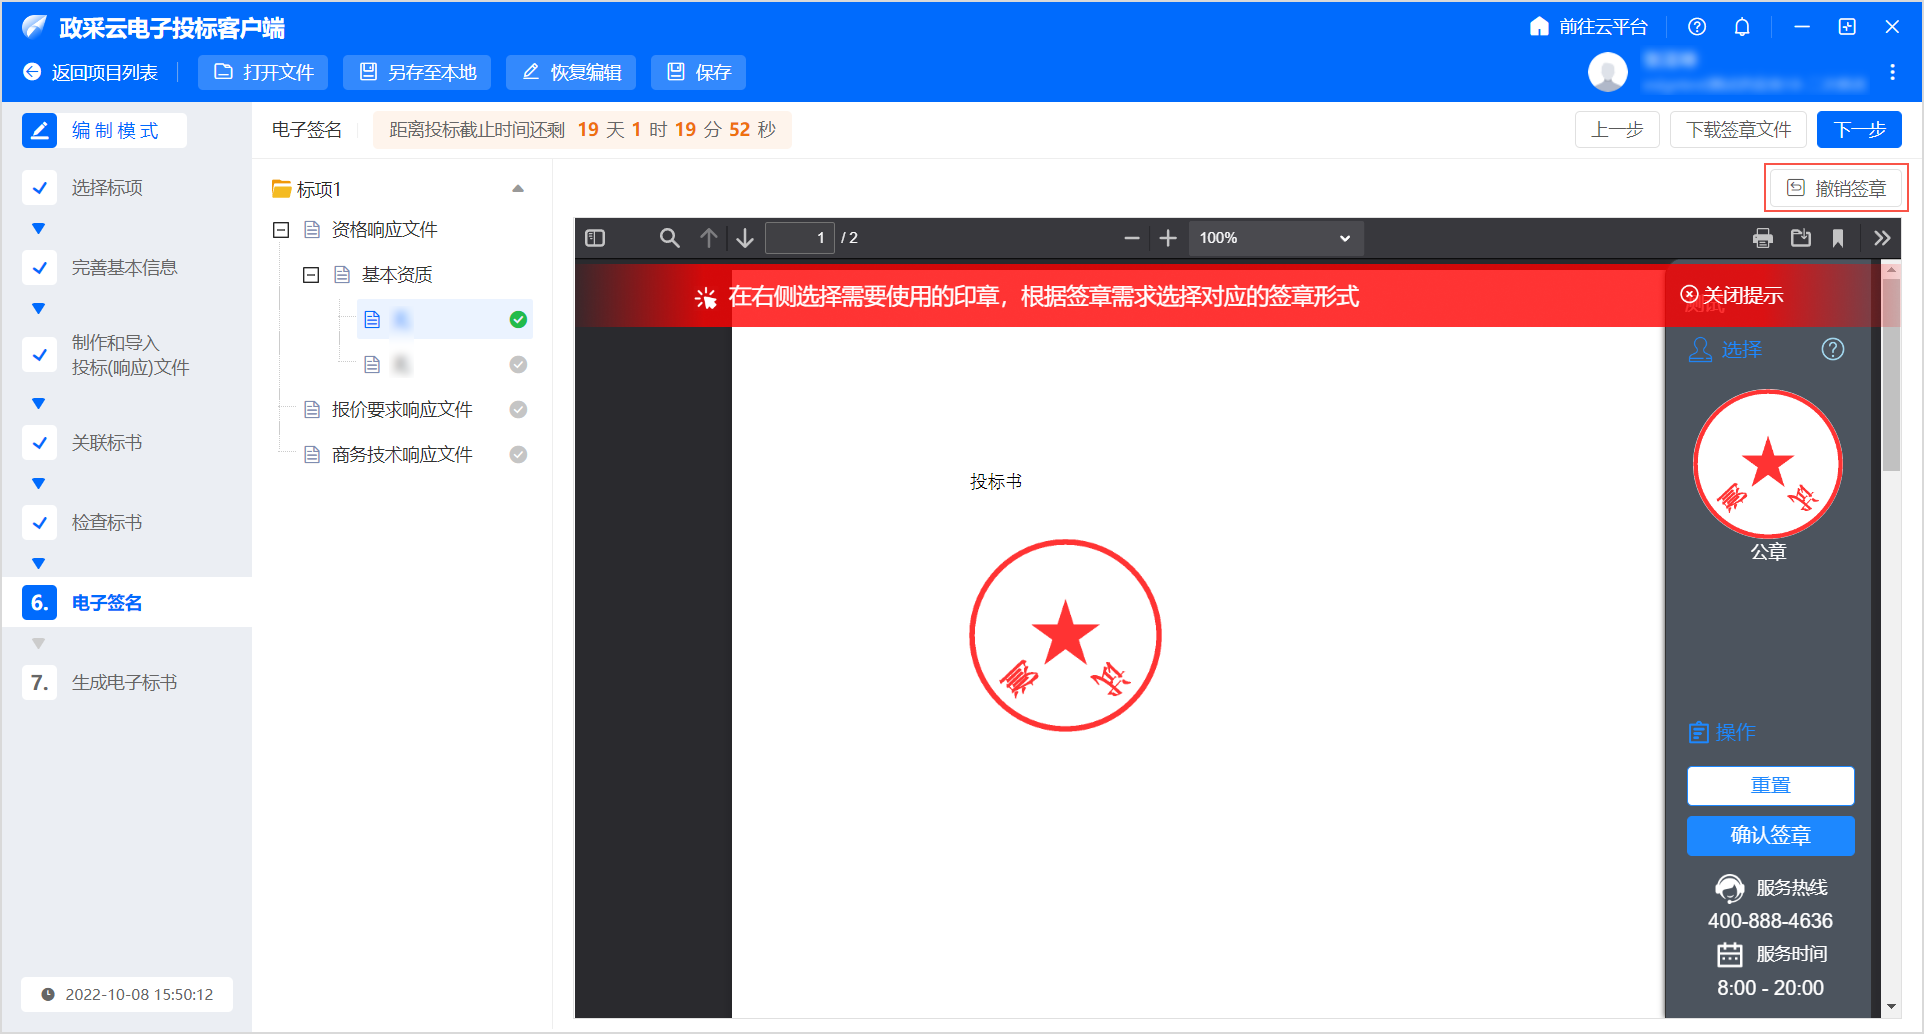 政采云电子投标客户端
前往云平台
返回项目列表
打开文件
另存至本地
恢复编辑
保存
编制模式
选择标项
完善基本信息
制作和导入
投标(响应)文件
关联标书
检查标书
6. 电子签名
7. 生成电子标书
2022-10-08 15:50:12
电子签名
距离投标截止时间还剩 19 天 1 时 19 分 52 秒
上一步
下载签章文件
下一步
标项1
资格响应文件
基本资质
报价要求响应文件
商务技术响应文件
撤销签章
1 / 2
100%
在右侧选择需要使用的印章，根据签章需求选择对应的签章形式
关闭提示
测试
选择
投标书
测试
测试
公章
操作
重置
确认签章
服务热线
400-888-4636
服务时间
8:00 - 20:00